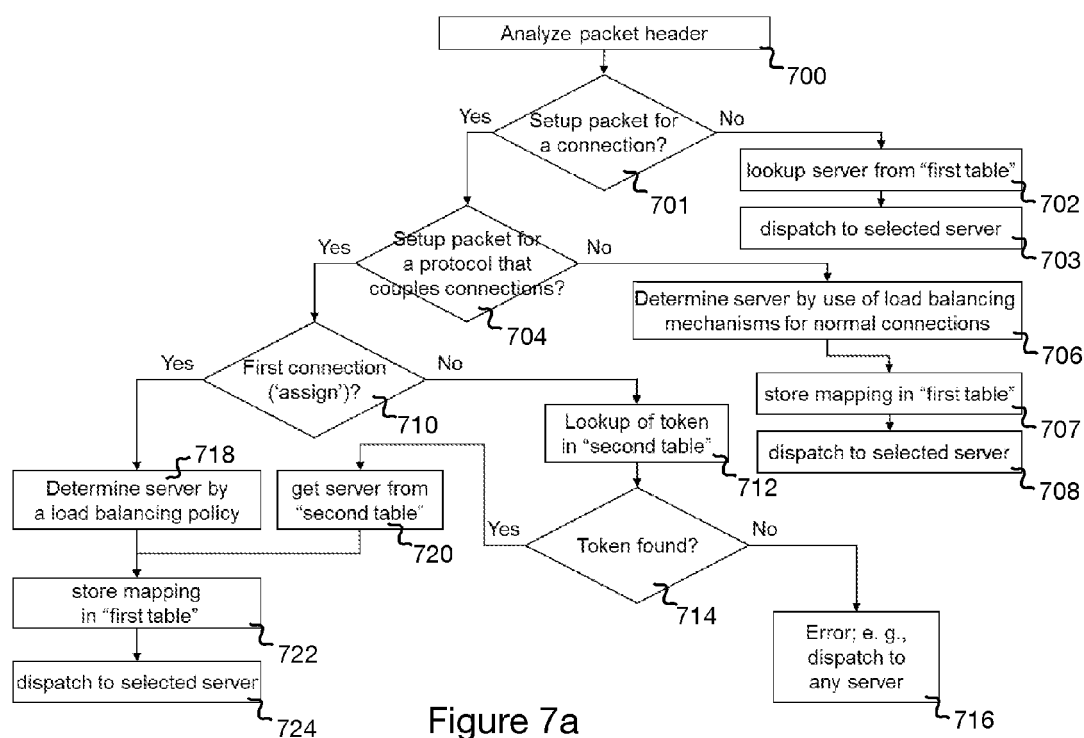 Analyze packet header
700
Yes
Setup packet for
a connection?
No
701
lookup server from “first table”
702
dispatch to selected server
703
Yes
Setup packet for
a protocol that
couples connections?
No
704
Determine server by use of load balancing
mechanisms for normal connections
706
store mapping in “first table”
707
dispatch to selected server
708
Yes
First connection
(‘assign’)?
No
710
Lookup of token
in “second table”
712
718
Determine server by
a load balancing policy
get server from
“second table”
720
Yes
Token found?
No
714
store mapping
in “first table”
722
dispatch to selected server
724
Error; e. g.,
dispatch to
any server
716
Figure 7a